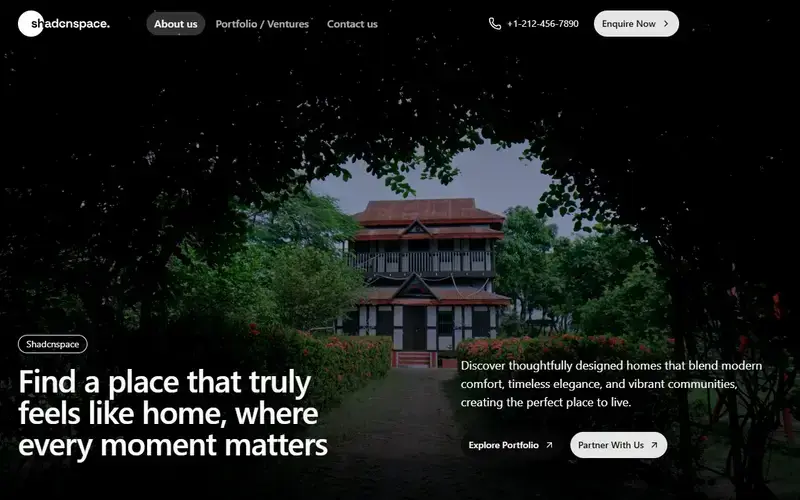 shadcnspace.
About us
Portfolio / Ventures
Contact us
+1-212-456-7890
Enquire Now
Shadcnspace
Find a place that truly
feels like home, where
every moment matters
Discover thoughtfully designed homes that blend modern
comfort, timeless elegance, and vibrant communities,
creating the perfect place to live.
Explore Portfolio
Partner With Us